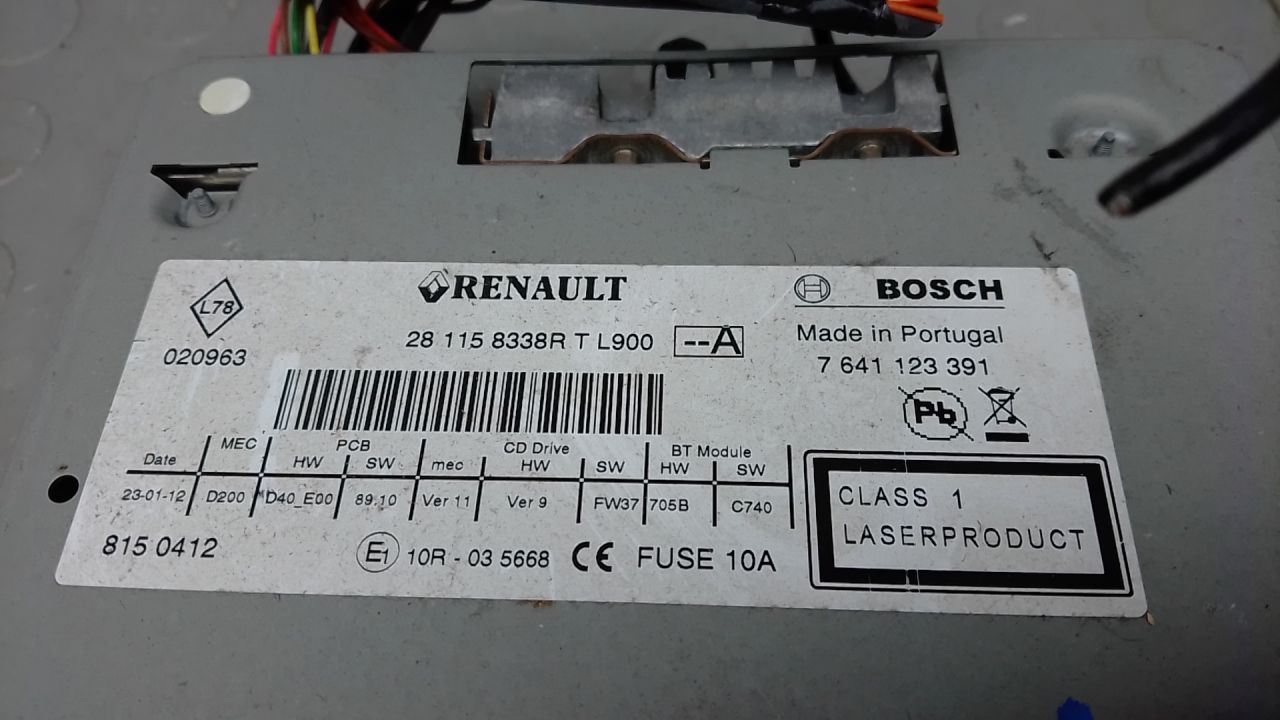 L78
020963
RENAULT
28 115 8338R T L900 --A
BOSCH
Made in Portugal
7 641 123 391
Pb
Date MEC PCB CD Drive BT Module
HW SW mec HW SW HW SW
23-01-12 D200 D40_E00 89.10 Ver 11 Ver 9 FW37 705B C740
815 0412
E1 10R - 03 5668 CE FUSE 10A
CLASS 1
LASERPRODUCT